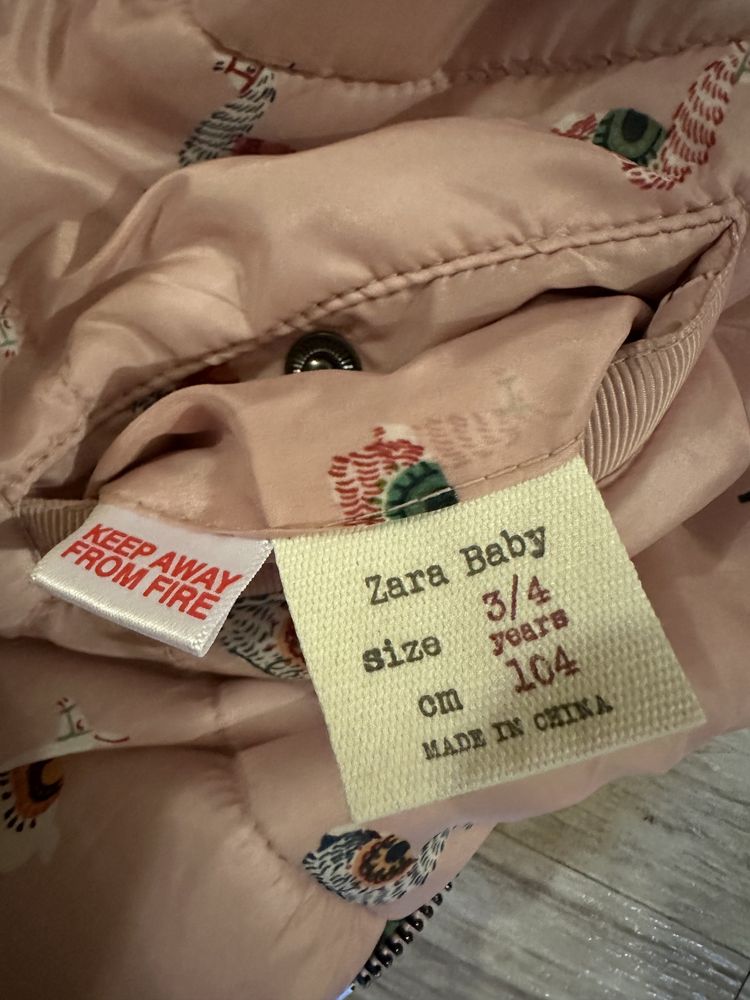 KEEP AWAY
FROM FIRE
Zara Baby
size 3/4
years
cm 104
MADE IN CHINA